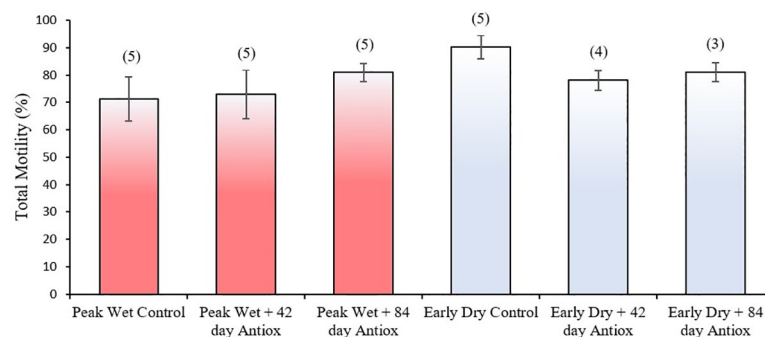 100
90
80
70
60
50
40
30
20
10
0
Total Motility (%)
(5)
(5)
(5)
(5)
(4)
(3)
Peak Wet Control
Peak Wet + 42
day Antiox
Peak Wet + 84
day Antiox
Early Dry Control
Early Dry + 42
day Antiox
Early Dry + 84
day Antiox